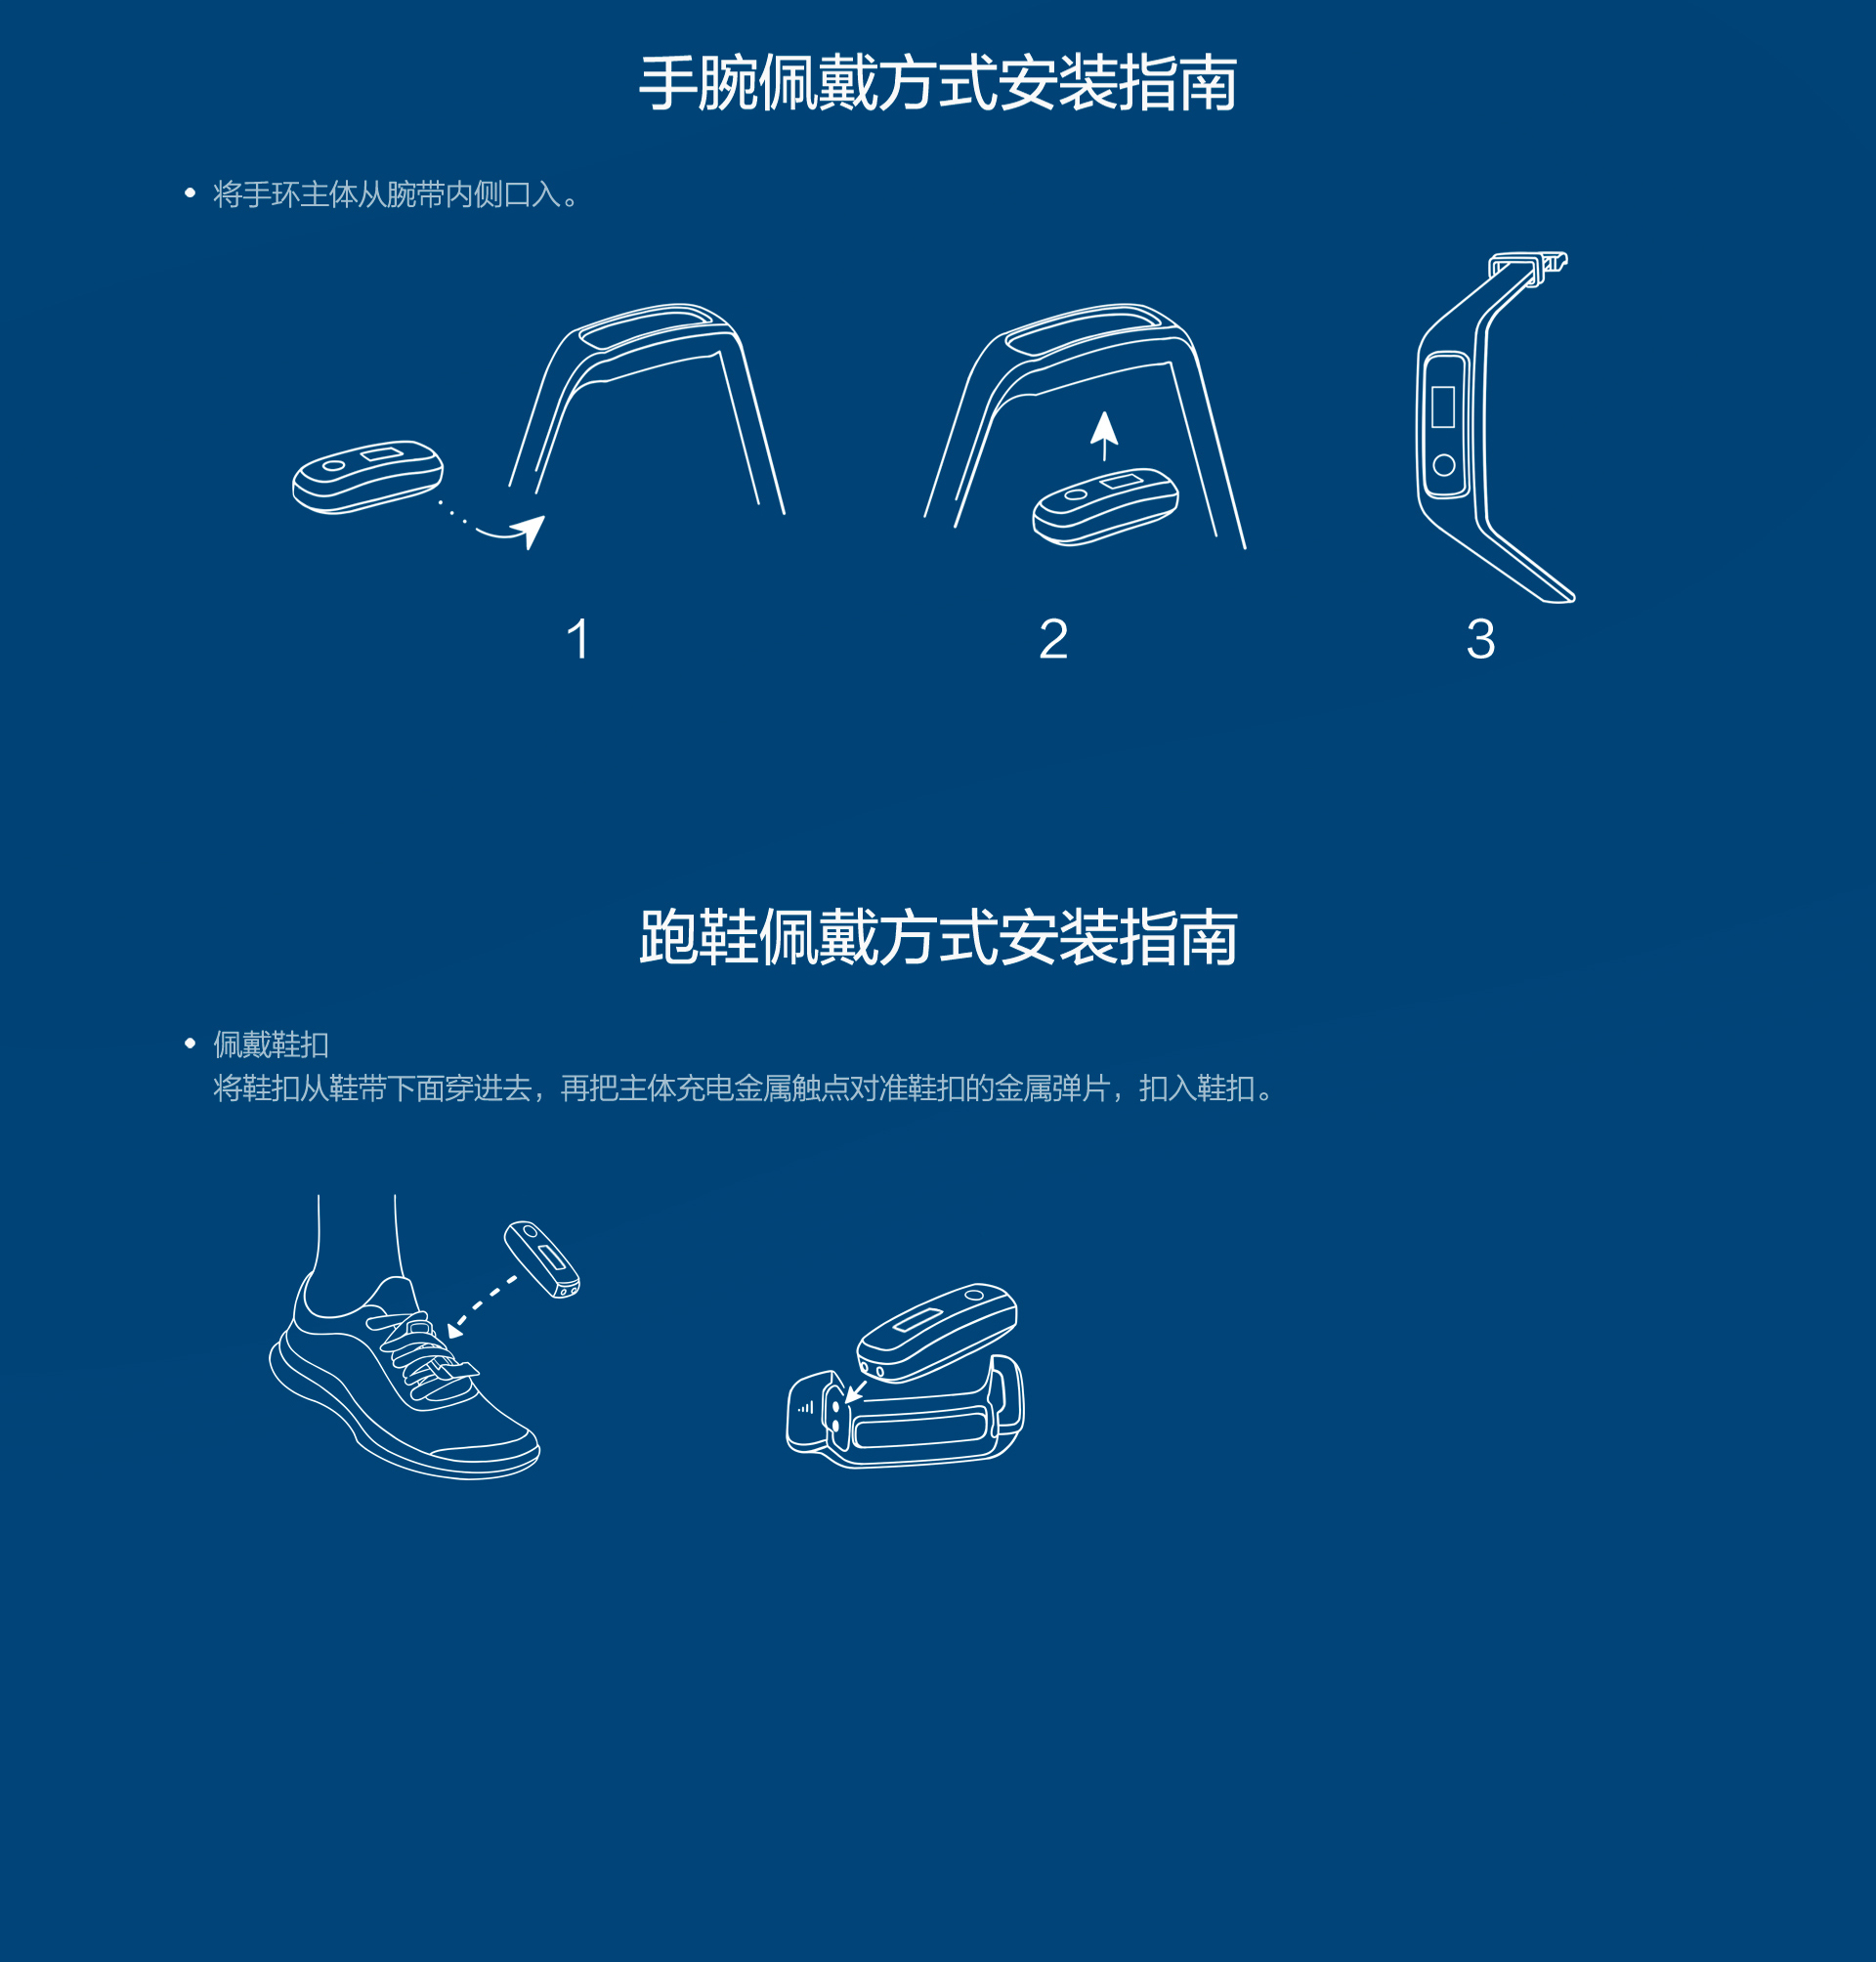 手腕佩戴方式安装指南
将手环主体从腕带内侧口入。
1
2
3
跑鞋佩戴方式安装指南
佩戴鞋扣
将鞋扣从鞋带下面穿进去，再把主体充电金属触点对准鞋扣的金属弹片，扣入鞋扣。